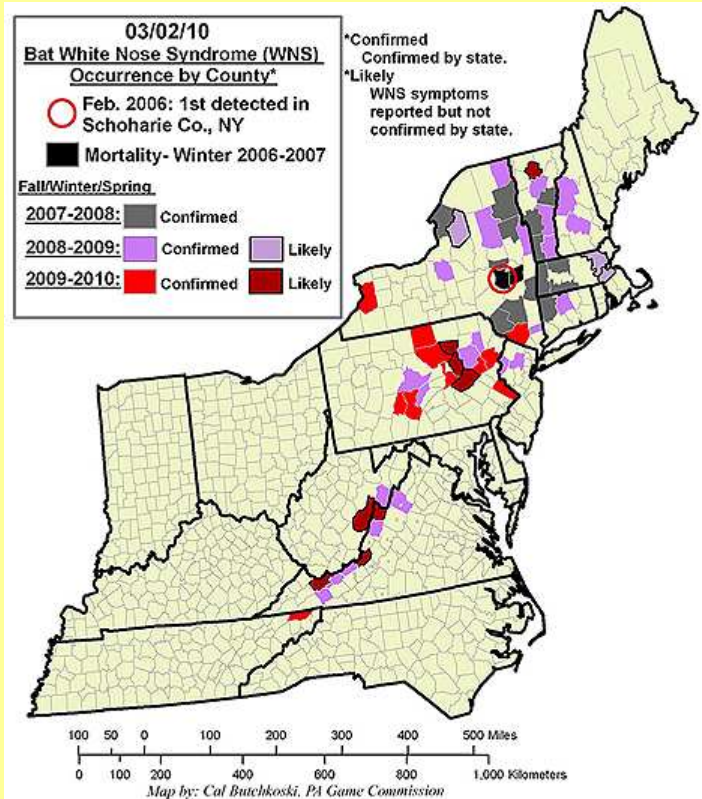 03/02/10
Bat White Nose Syndrome (WNS)
Occurrence by County*
Feb. 2006: 1st detected in
Schoharie Co., NY
Mortality- Winter 2006-2007
Fall/Winter/Spring
2007-2008: Confirmed
2008-2009: Confirmed Likely
2009-2010: Confirmed Likely
*Confirmed
Confirmed by state.
*Likely
WNS symptoms
reported but not
confirmed by state.
100 50 0 100 200 300 400 500 Miles
0 100 200 400 600 800 1,000 Kilometers
Map by: Cal Butchkoski, PA Game Commission